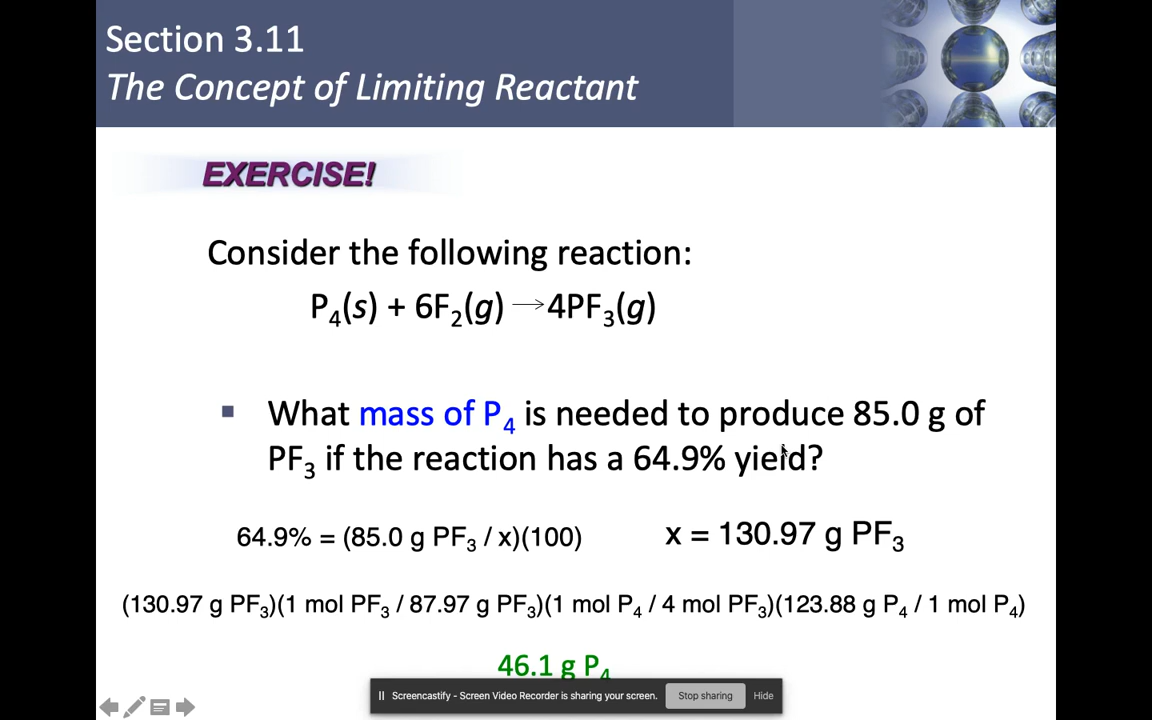 Section 3.11
The Concept of Limiting Reactant
EXERCISE!
Consider the following reaction:
P₄(s) + 6F₂(g) → 4PF₃(g)
▪ What mass of P₄ is needed to produce 85.0 g of
PF₃ if the reaction has a 64.9% yield?
64.9% = (85.0 g PF₃ / x)(100) x = 130.97 g PF₃
(130.97 g PF₃)(1 mol PF₃ / 87.97 g PF₃)(1 mol P₄ / 4 mol PF₃)(123.88 g P₄ / 1 mol P₄)
46.1 g P₄
Screencastify - Screen Video Recorder is sharing your screen. Stop sharing Hide